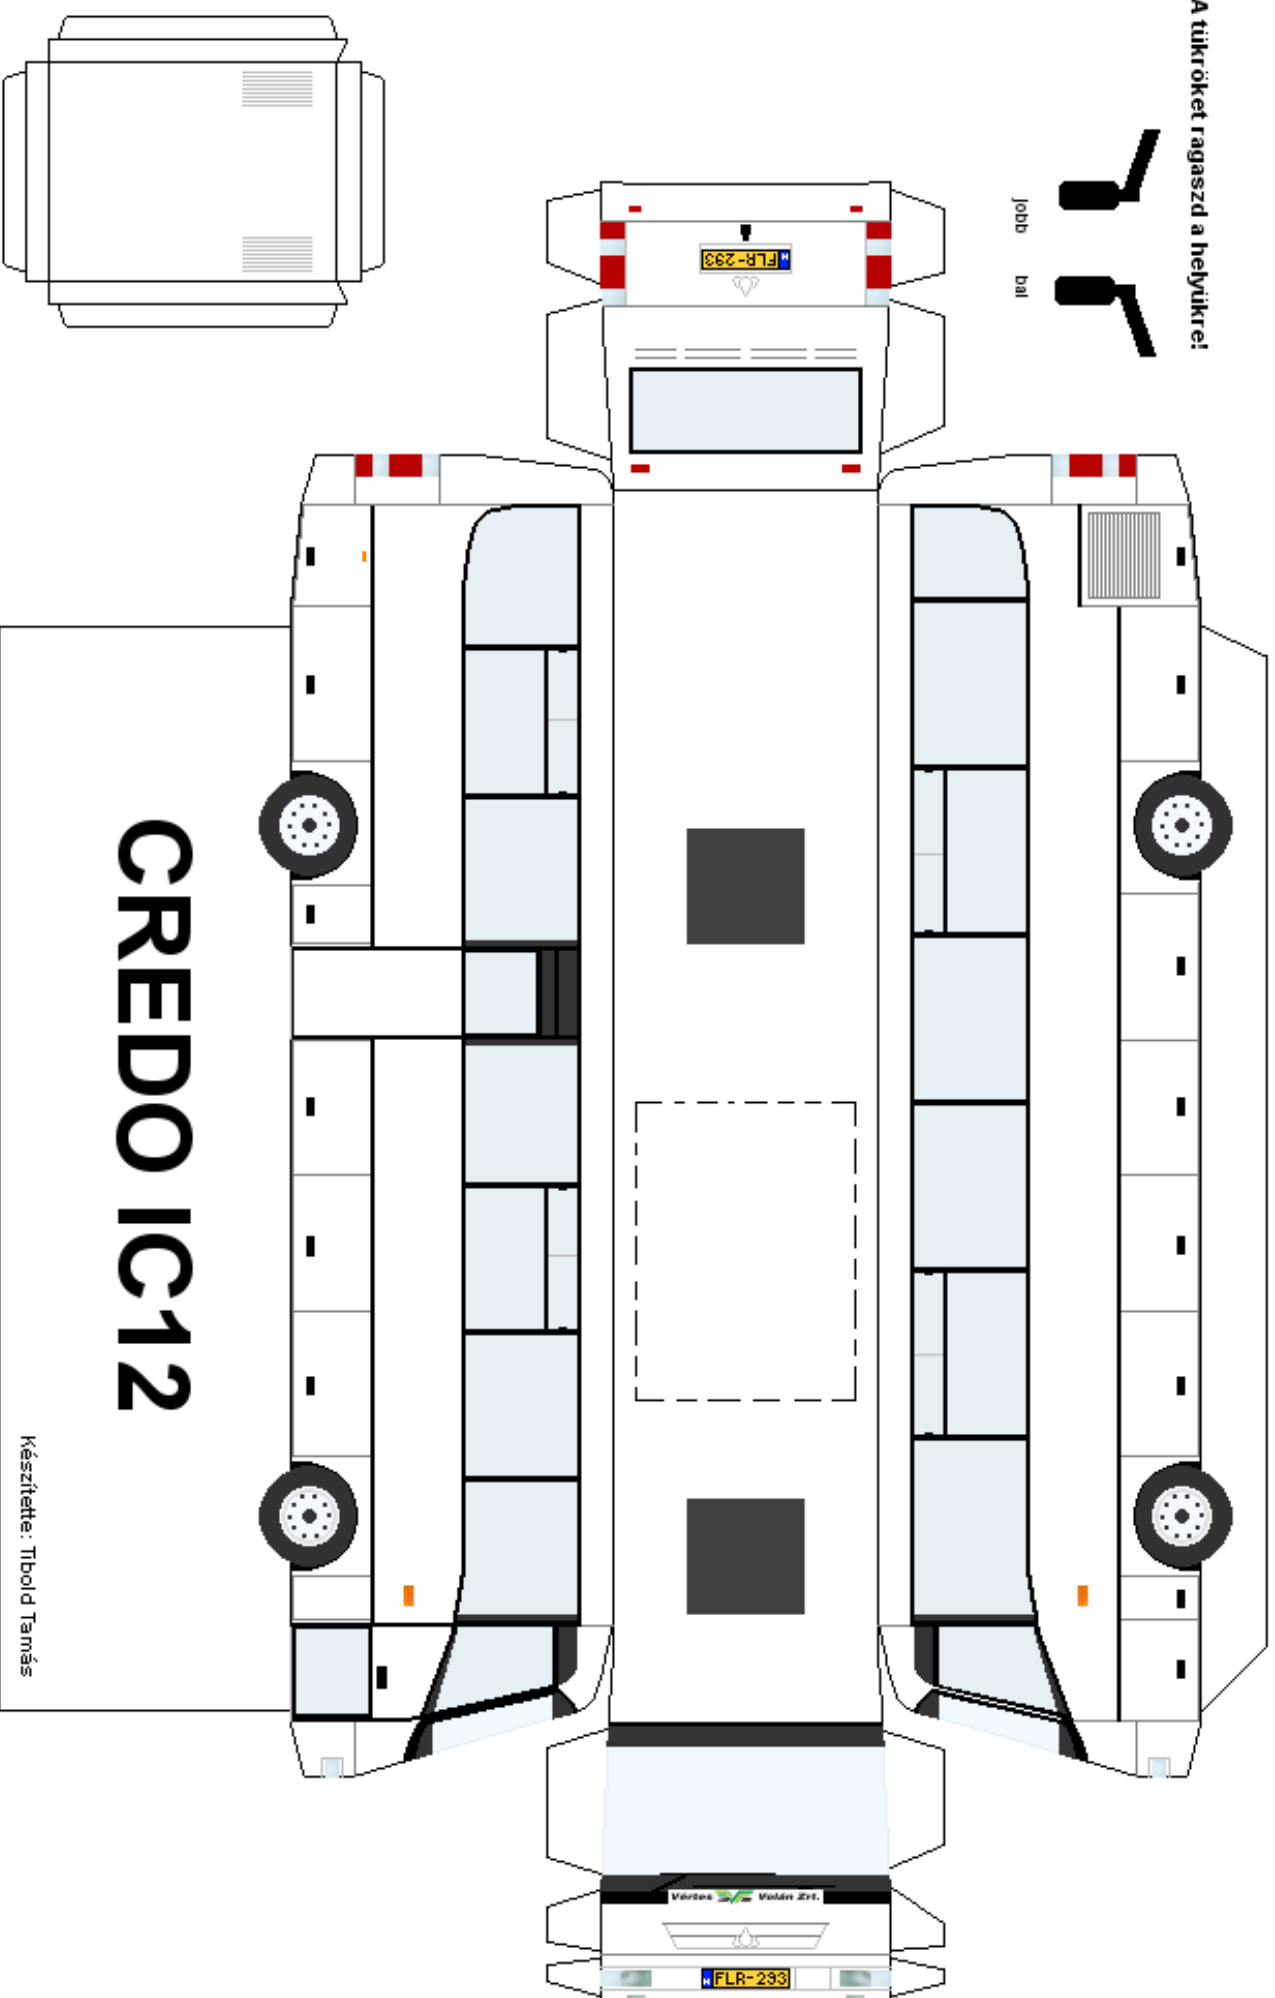 A tükröket ragaszd a helyükre!
jobb
bal
FLR-293
CREDO IC12
Készítette: Tibold Tamás
Vértes Volán Zrt.
H FLR-293